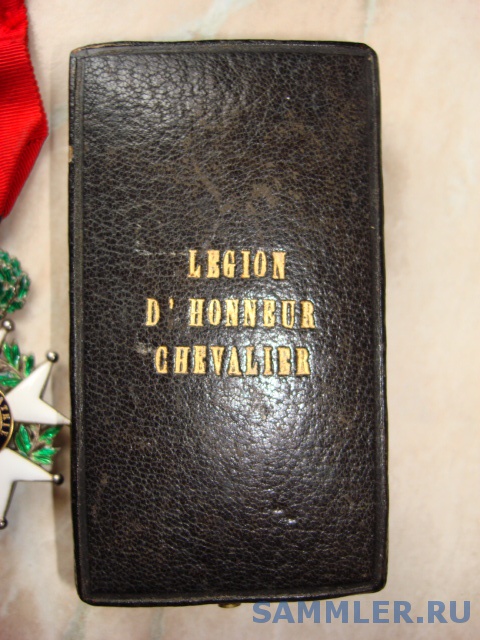 LEGION
D' HONNEUR
CHEVALIER
SAMMLER.RU